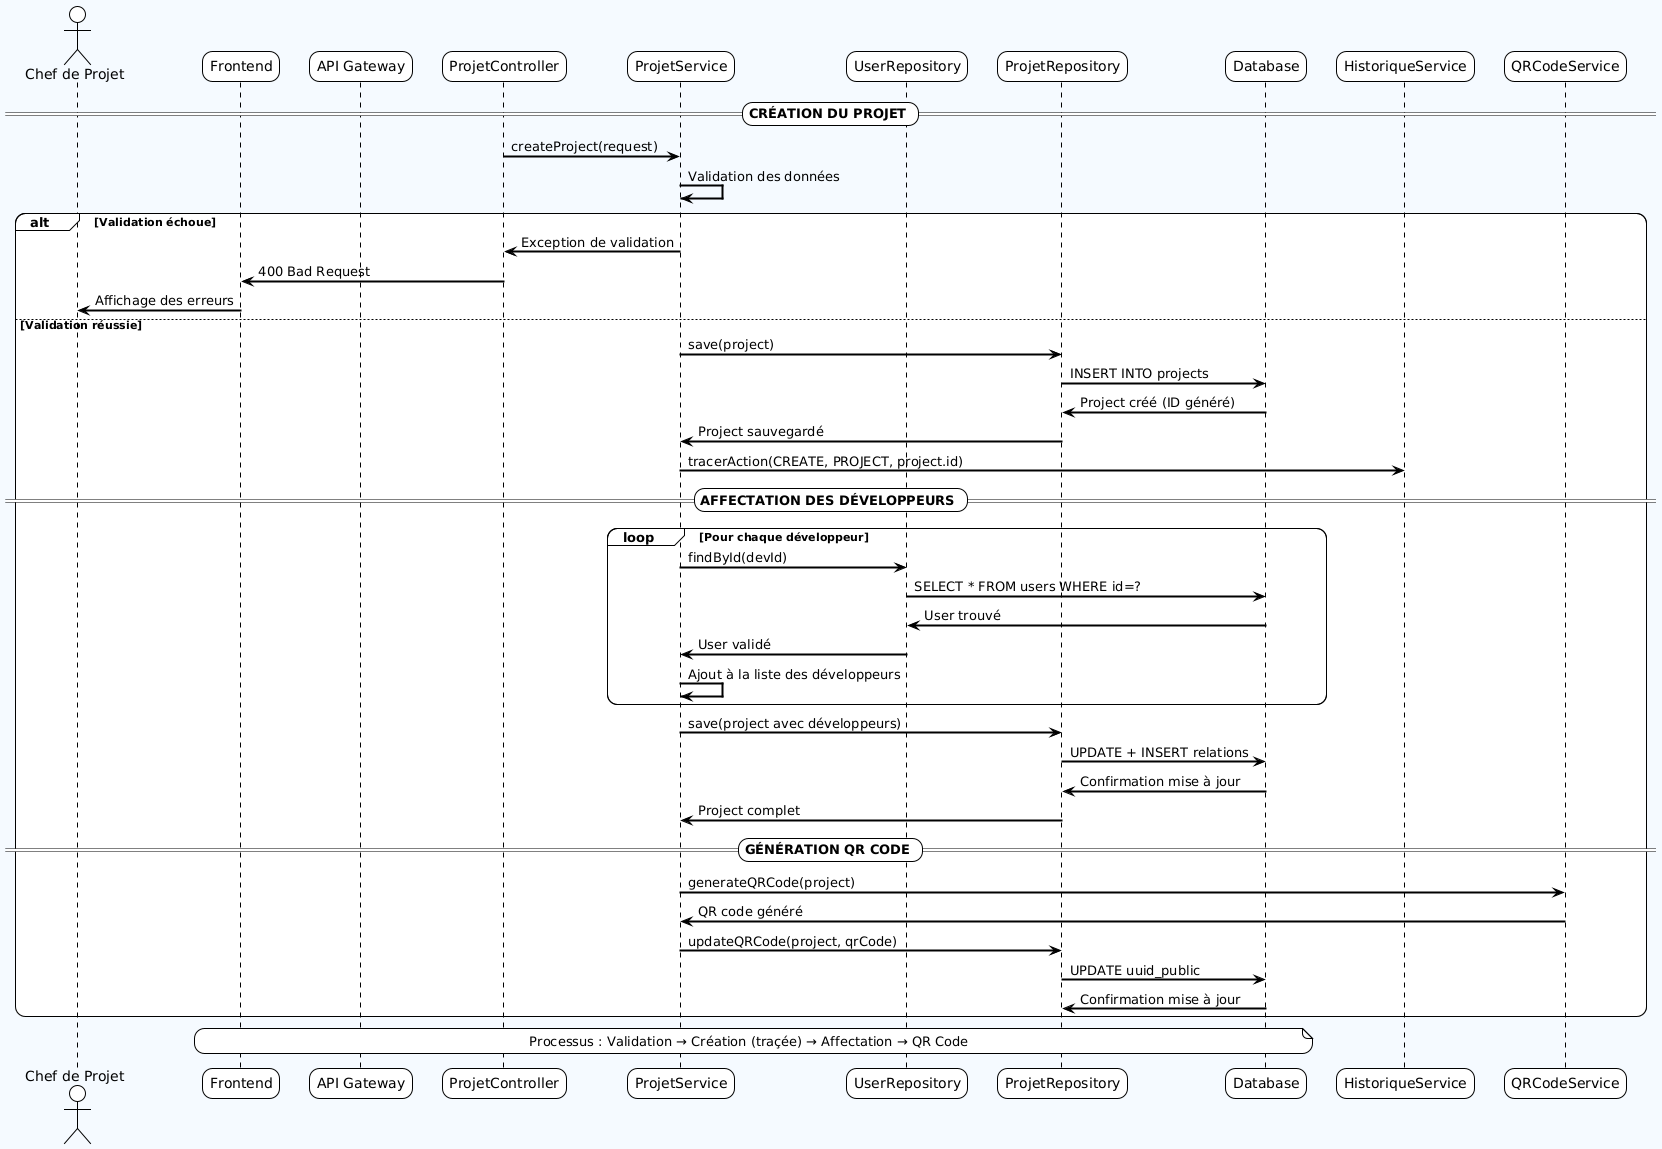 Chef de Projet
Frontend
API Gateway
ProjetController
ProjetService
UserRepository
ProjetRepository
Database
HistoriqueService
QRCodeService
CRÉATION DU PROJET
createProject(request)
Validation des données
alt
[Validation échoue]
Exception de validation
400 Bad Request
Affichage des erreurs
[Validation réussie]
save(project)
INSERT INTO projects
Project créé (ID généré)
Project sauvegardé
tracerAction(CREATE, PROJECT, project.id)
AFFECTATION DES DÉVELOPPEURS
loop
[Pour chaque développeur]
findById(devId)
SELECT * FROM users WHERE id=?
User trouvé
User validé
Ajout à la liste des développeurs
save(project avec développeurs)
UPDATE + INSERT relations
Confirmation mise à jour
Project complet
GÉNÉRATION QR CODE
generateQRCode(project)
QR code généré
updateQRCode(project, qrCode)
UPDATE uuid_public
Confirmation mise à jour
Processus : Validation → Création (traçée) → Affectation → QR Code
Chef de Projet
Frontend
API Gateway
ProjetController
ProjetService
UserRepository
ProjetRepository
Database
HistoriqueService
QRCodeService